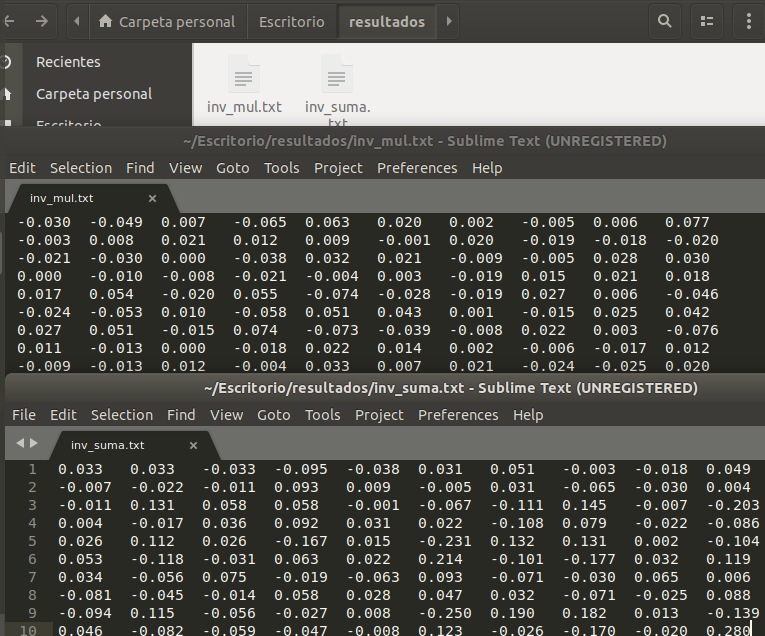 Carpeta personal Escritorio resultados
Recientes
Carpeta personal
Escritorio
inv_mul.txt
inv_suma.
txt
~/Escritorio/resultados/inv_mul.txt - Sublime Text (UNREGISTERED)
Edit Selection Find View Goto Tools Project Preferences Help
inv_mul.txt ×
-0.030 -0.049 0.007 -0.065 0.063 0.020 0.002 -0.005 0.006 0.077
-0.003 0.008 0.021 0.012 0.009 -0.001 0.020 -0.019 -0.018 -0.020
-0.021 -0.030 0.000 -0.038 0.032 0.021 -0.009 -0.005 0.028 0.030
0.000 -0.010 -0.008 -0.021 -0.004 0.003 -0.019 0.015 0.021 0.018
0.017 0.054 -0.020 0.055 -0.074 -0.028 -0.019 0.027 0.006 -0.046
-0.024 -0.053 0.010 -0.058 0.051 0.043 0.001 -0.015 0.025 0.042
0.027 0.051 -0.015 0.074 -0.073 -0.039 -0.008 0.022 0.003 -0.076
0.011 -0.013 0.000 -0.018 0.022 0.014 0.002 -0.006 -0.017 0.012
-0.009 -0.013 0.012 -0.004 0.033 0.007 0.021 -0.024 -0.025 0.020
~/Escritorio/resultados/inv_suma.txt - Sublime Text (UNREGISTERED)
File Edit Selection Find View Goto Tools Project Preferences Help
inv_suma.txt ×
1 0.033 0.033 -0.033 -0.095 -0.038 0.031 0.051 -0.003 -0.018 0.049
2 -0.007 -0.022 -0.011 0.093 0.009 -0.005 0.031 -0.065 -0.030 0.004
3 -0.011 0.131 0.058 0.058 -0.001 -0.067 -0.111 0.145 -0.007 -0.203
4 0.004 -0.017 0.036 0.092 0.031 0.022 -0.108 0.079 -0.022 -0.086
5 0.026 0.112 0.026 -0.167 0.015 -0.231 0.132 0.131 0.002 -0.104
6 0.053 -0.118 -0.031 0.063 0.022 0.214 -0.101 -0.177 0.032 0.119
7 0.034 -0.056 0.075 -0.019 -0.063 0.093 -0.071 -0.030 0.065 0.006
8 -0.081 -0.045 -0.014 0.058 0.028 0.047 0.032 -0.071 -0.025 0.088
9 -0.094 0.115 -0.056 -0.027 0.008 -0.250 0.190 0.182 0.013 -0.139
10 0.046 -0.082 -0.059 -0.047 -0.008 0.123 -0.026 -0.170 -0.020 0.280